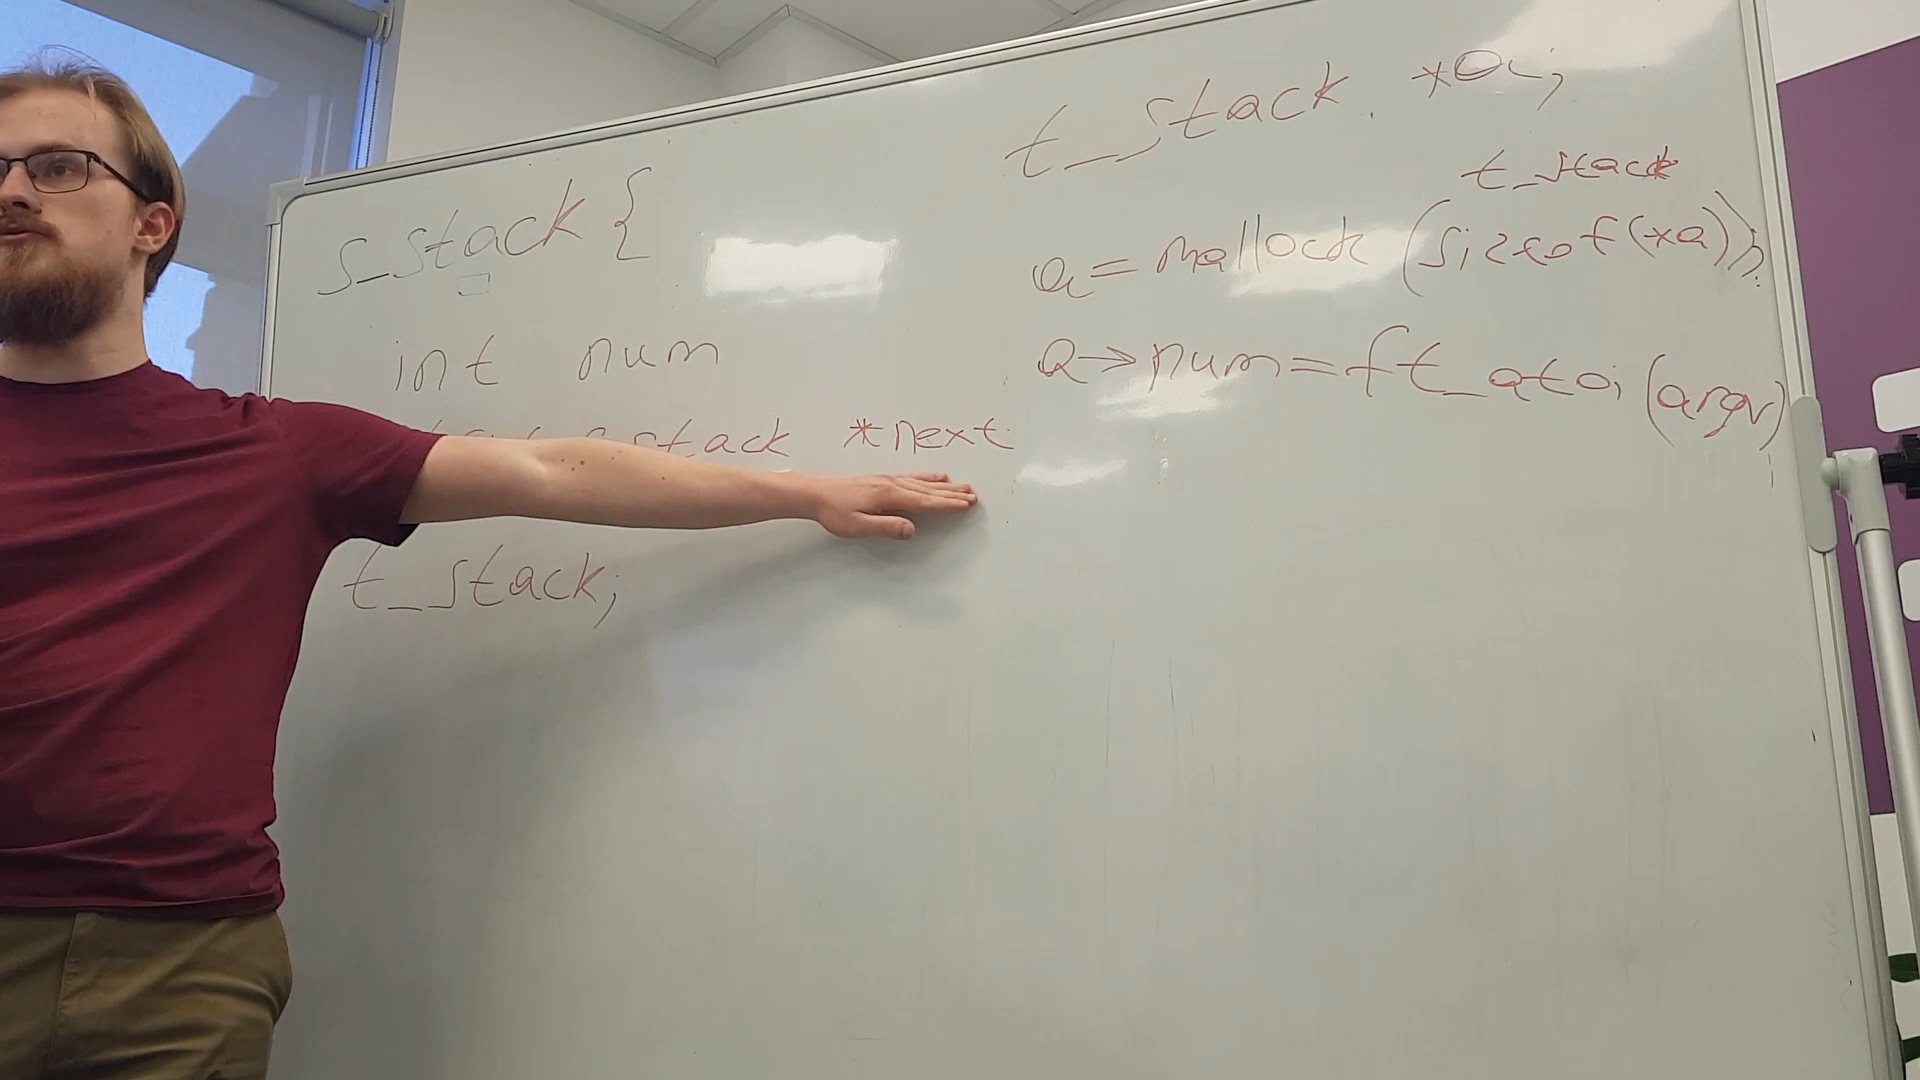 s_stack {
int num
stack *next
t_stack;
t_stack *a;
t_stack
a = mallock (sizeof(*a));
a->num = ft_atoi (argv)